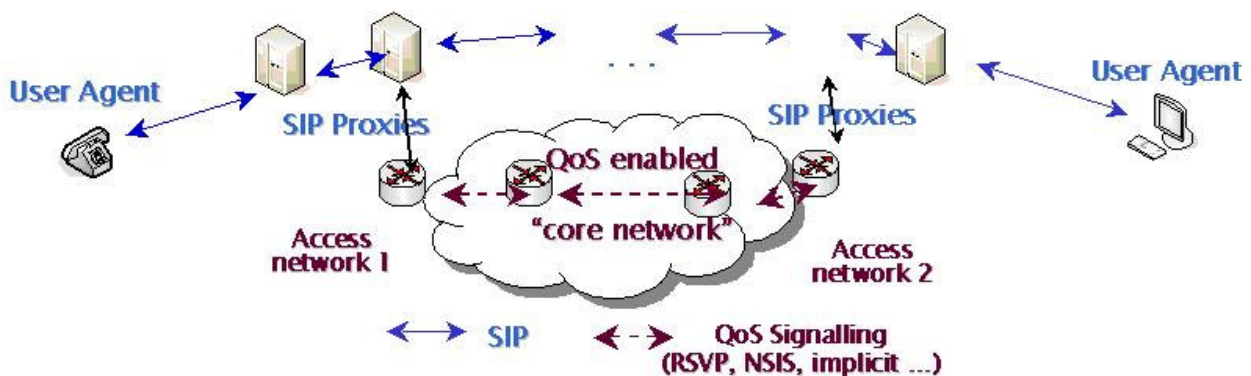 User Agent
SIP Proxies
. . .
SIP Proxies
User Agent
QoS enabled
"core network"
Access
network 1
Access
network 2
SIP
QoS Signalling
(RSVP, NSIS, implicit ...)